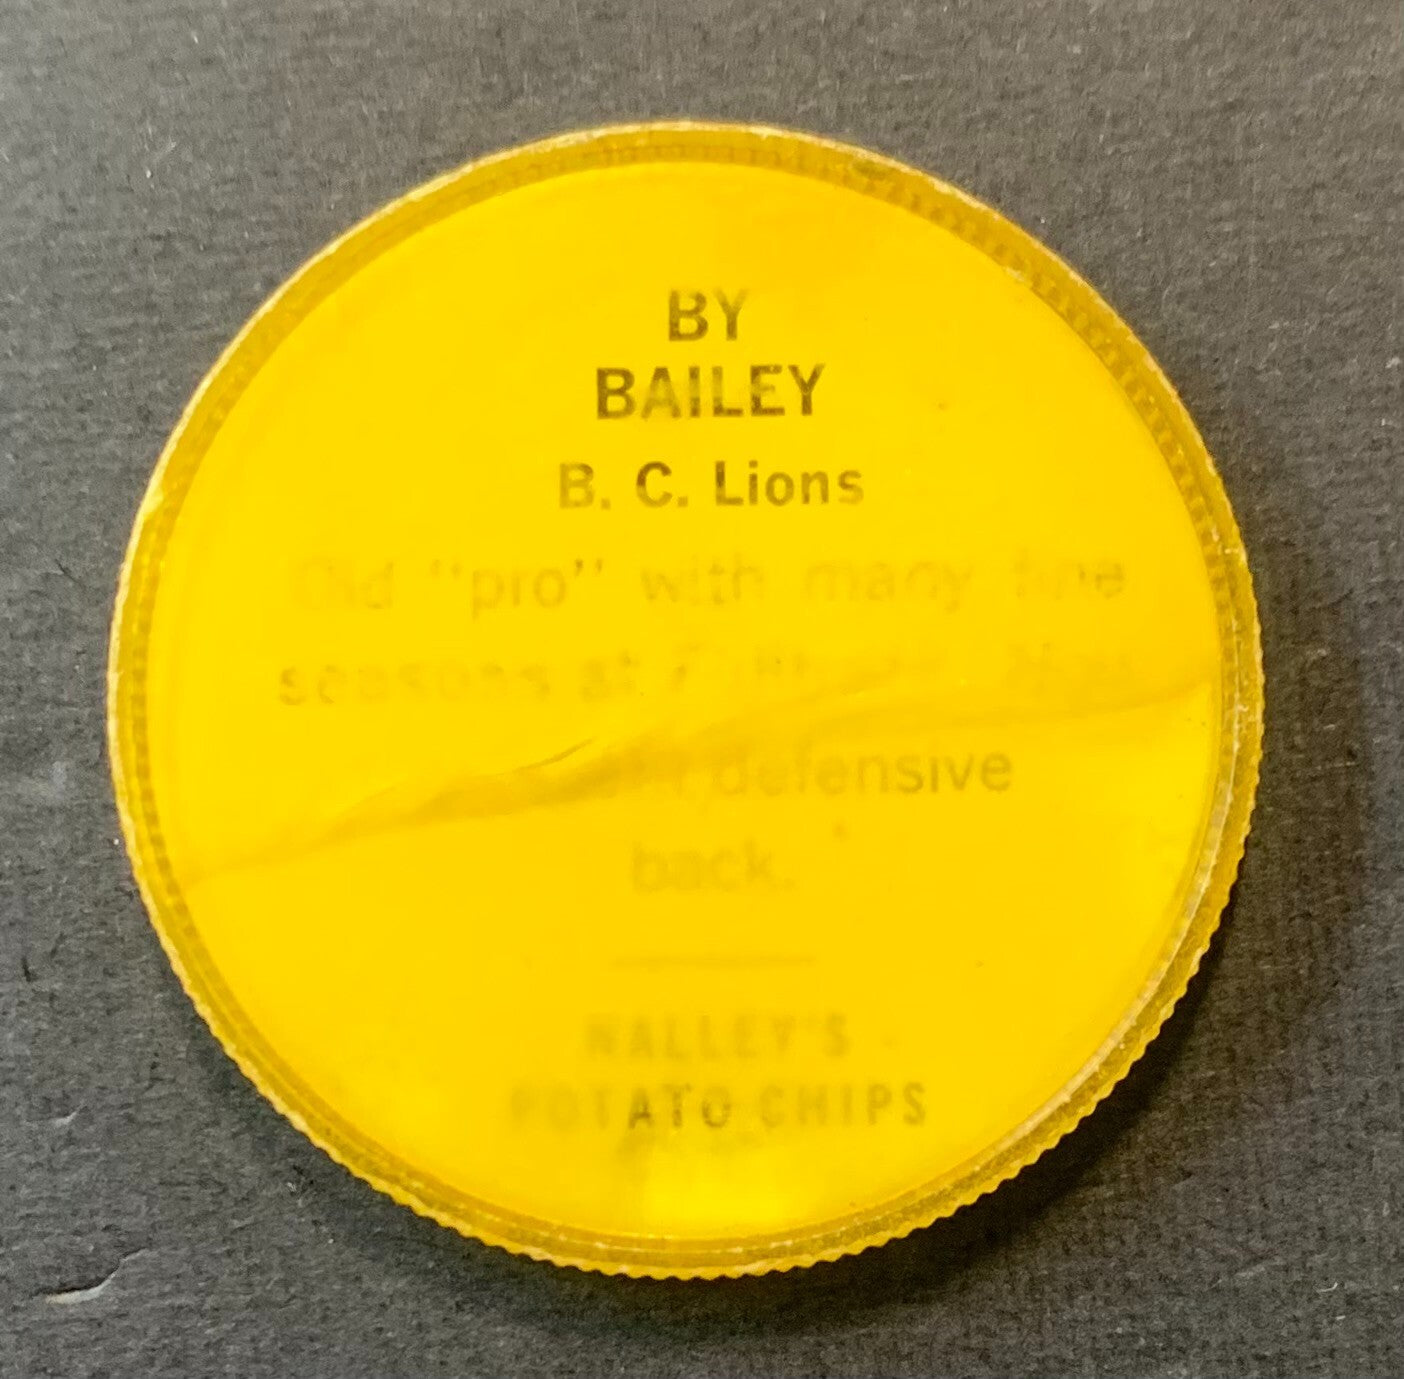 BY
BAILEY
B. C. Lions
Old "pro" with many fine
seasons at
defensive
back.
NALLEY'S
POTATO CHIPS